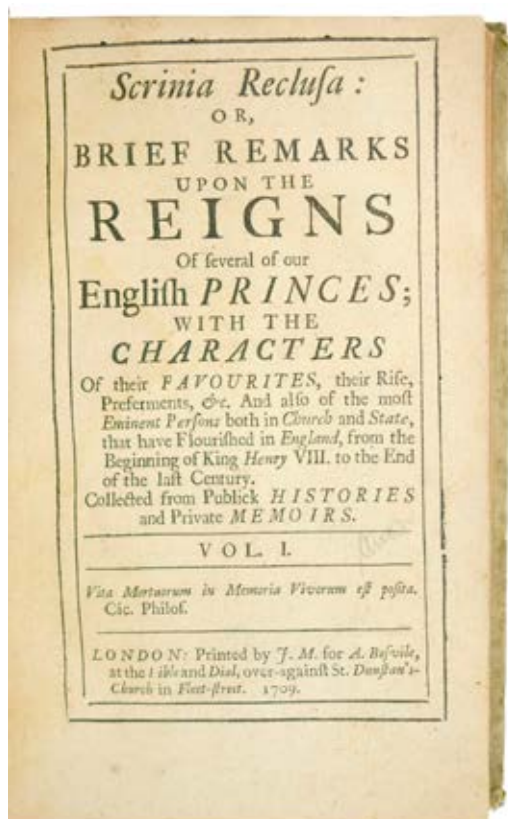 Scrinia Recluſa :
OR,
BRIEF REMARKS
UPON THE
REIGNS
Of ſeveral of our
Engliſh PRINCES;
WITH THE
CHARACTERS
Of their FAVOURITES, their Riſe,
Preferments, &c. And alſo of the moſt
Eminent Perſons both in Church and State,
that have Flouriſhed in England, from the
Beginning of King Henry VIII. to the End
of the laſt Century.
Collected from Publick HISTORIES
and Private MEMOIRS.
VOL. I.
Vita Mortuorum in Memoria Vivorum eſt poſita.
Cic. Philoſ.
LONDON: Printed by J. M. for A. Boſvile,
at the and Dial, over-againſt St. Dunſtan's-
Church in Fleet-ſtreet. 1709.